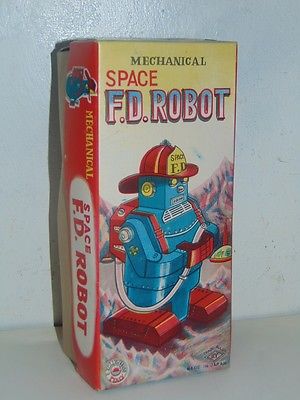 MECHANICAL
SPACE
F.D. ROBOT
SPACE
F.D
MADE IN JAPAN
MECHANICAL
SPACE
F.D. ROBOT